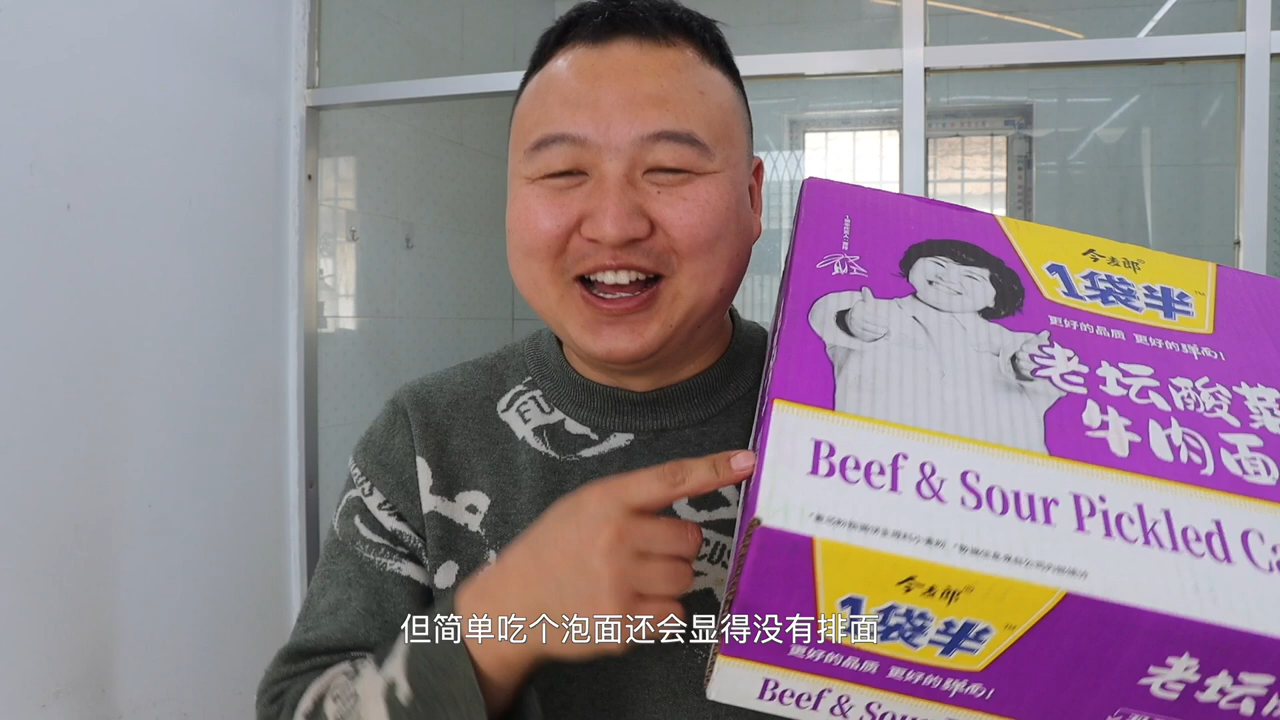 今麦郎
1袋半
更好的品质 更好的弹面!
老坛酸菜
牛肉面
Beef & Sour Pickled Ca
今麦郎
1袋半
更好的品质 更好的弹面!
老坛
Beef & Sour
但简单吃个泡面还会显得没有排面